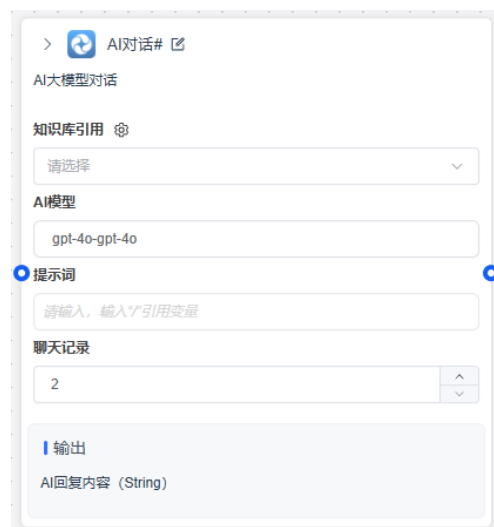 AI对话#
AI大模型对话
知识库引用
请选择
AI模型
gpt-4o-gpt-4o
提示词
请输入，输入“/”引用变量
聊天记录
2
输出
AI回复内容（String）